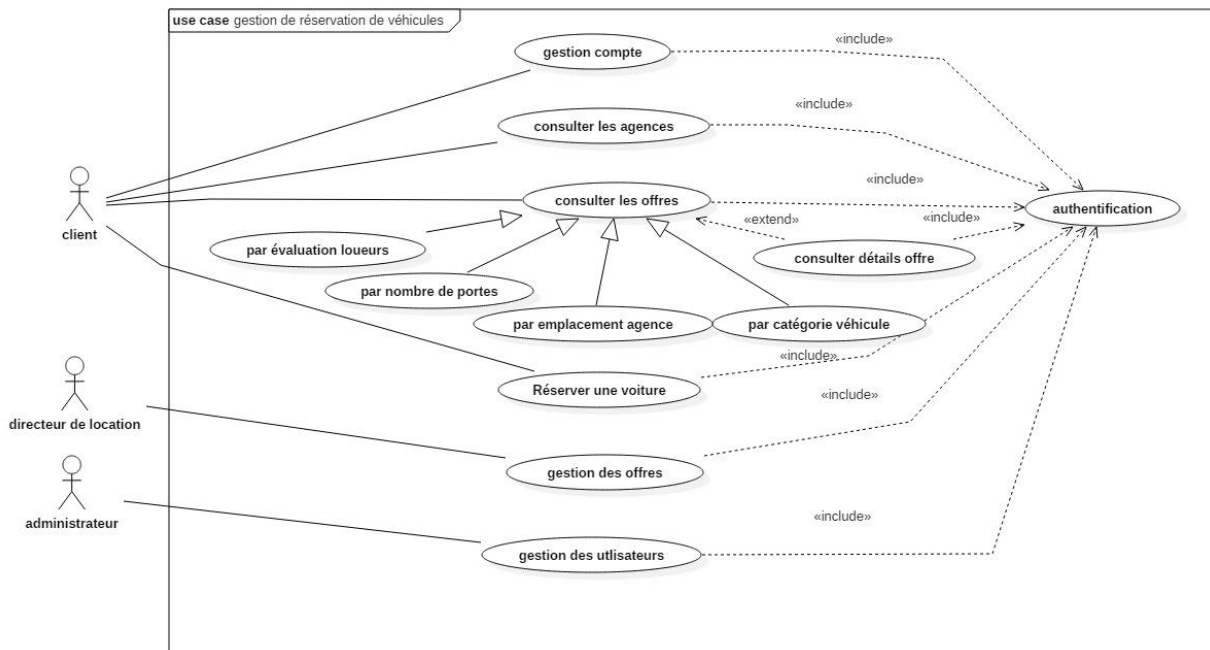 use case gestion de réservation de véhicules
gestion compte
«include»
consulter les agences
«include»
client
consulter les offres
«include»
authentification
«extend»
«include»
par évaluation loueurs
consulter détails offre
par nombre de portes
par emplacement agence
par catégorie véhicule
«include»
Réserver une voiture
«include»
directeur de location
gestion des offres
administrateur
«include»
gestion des utlisateurs